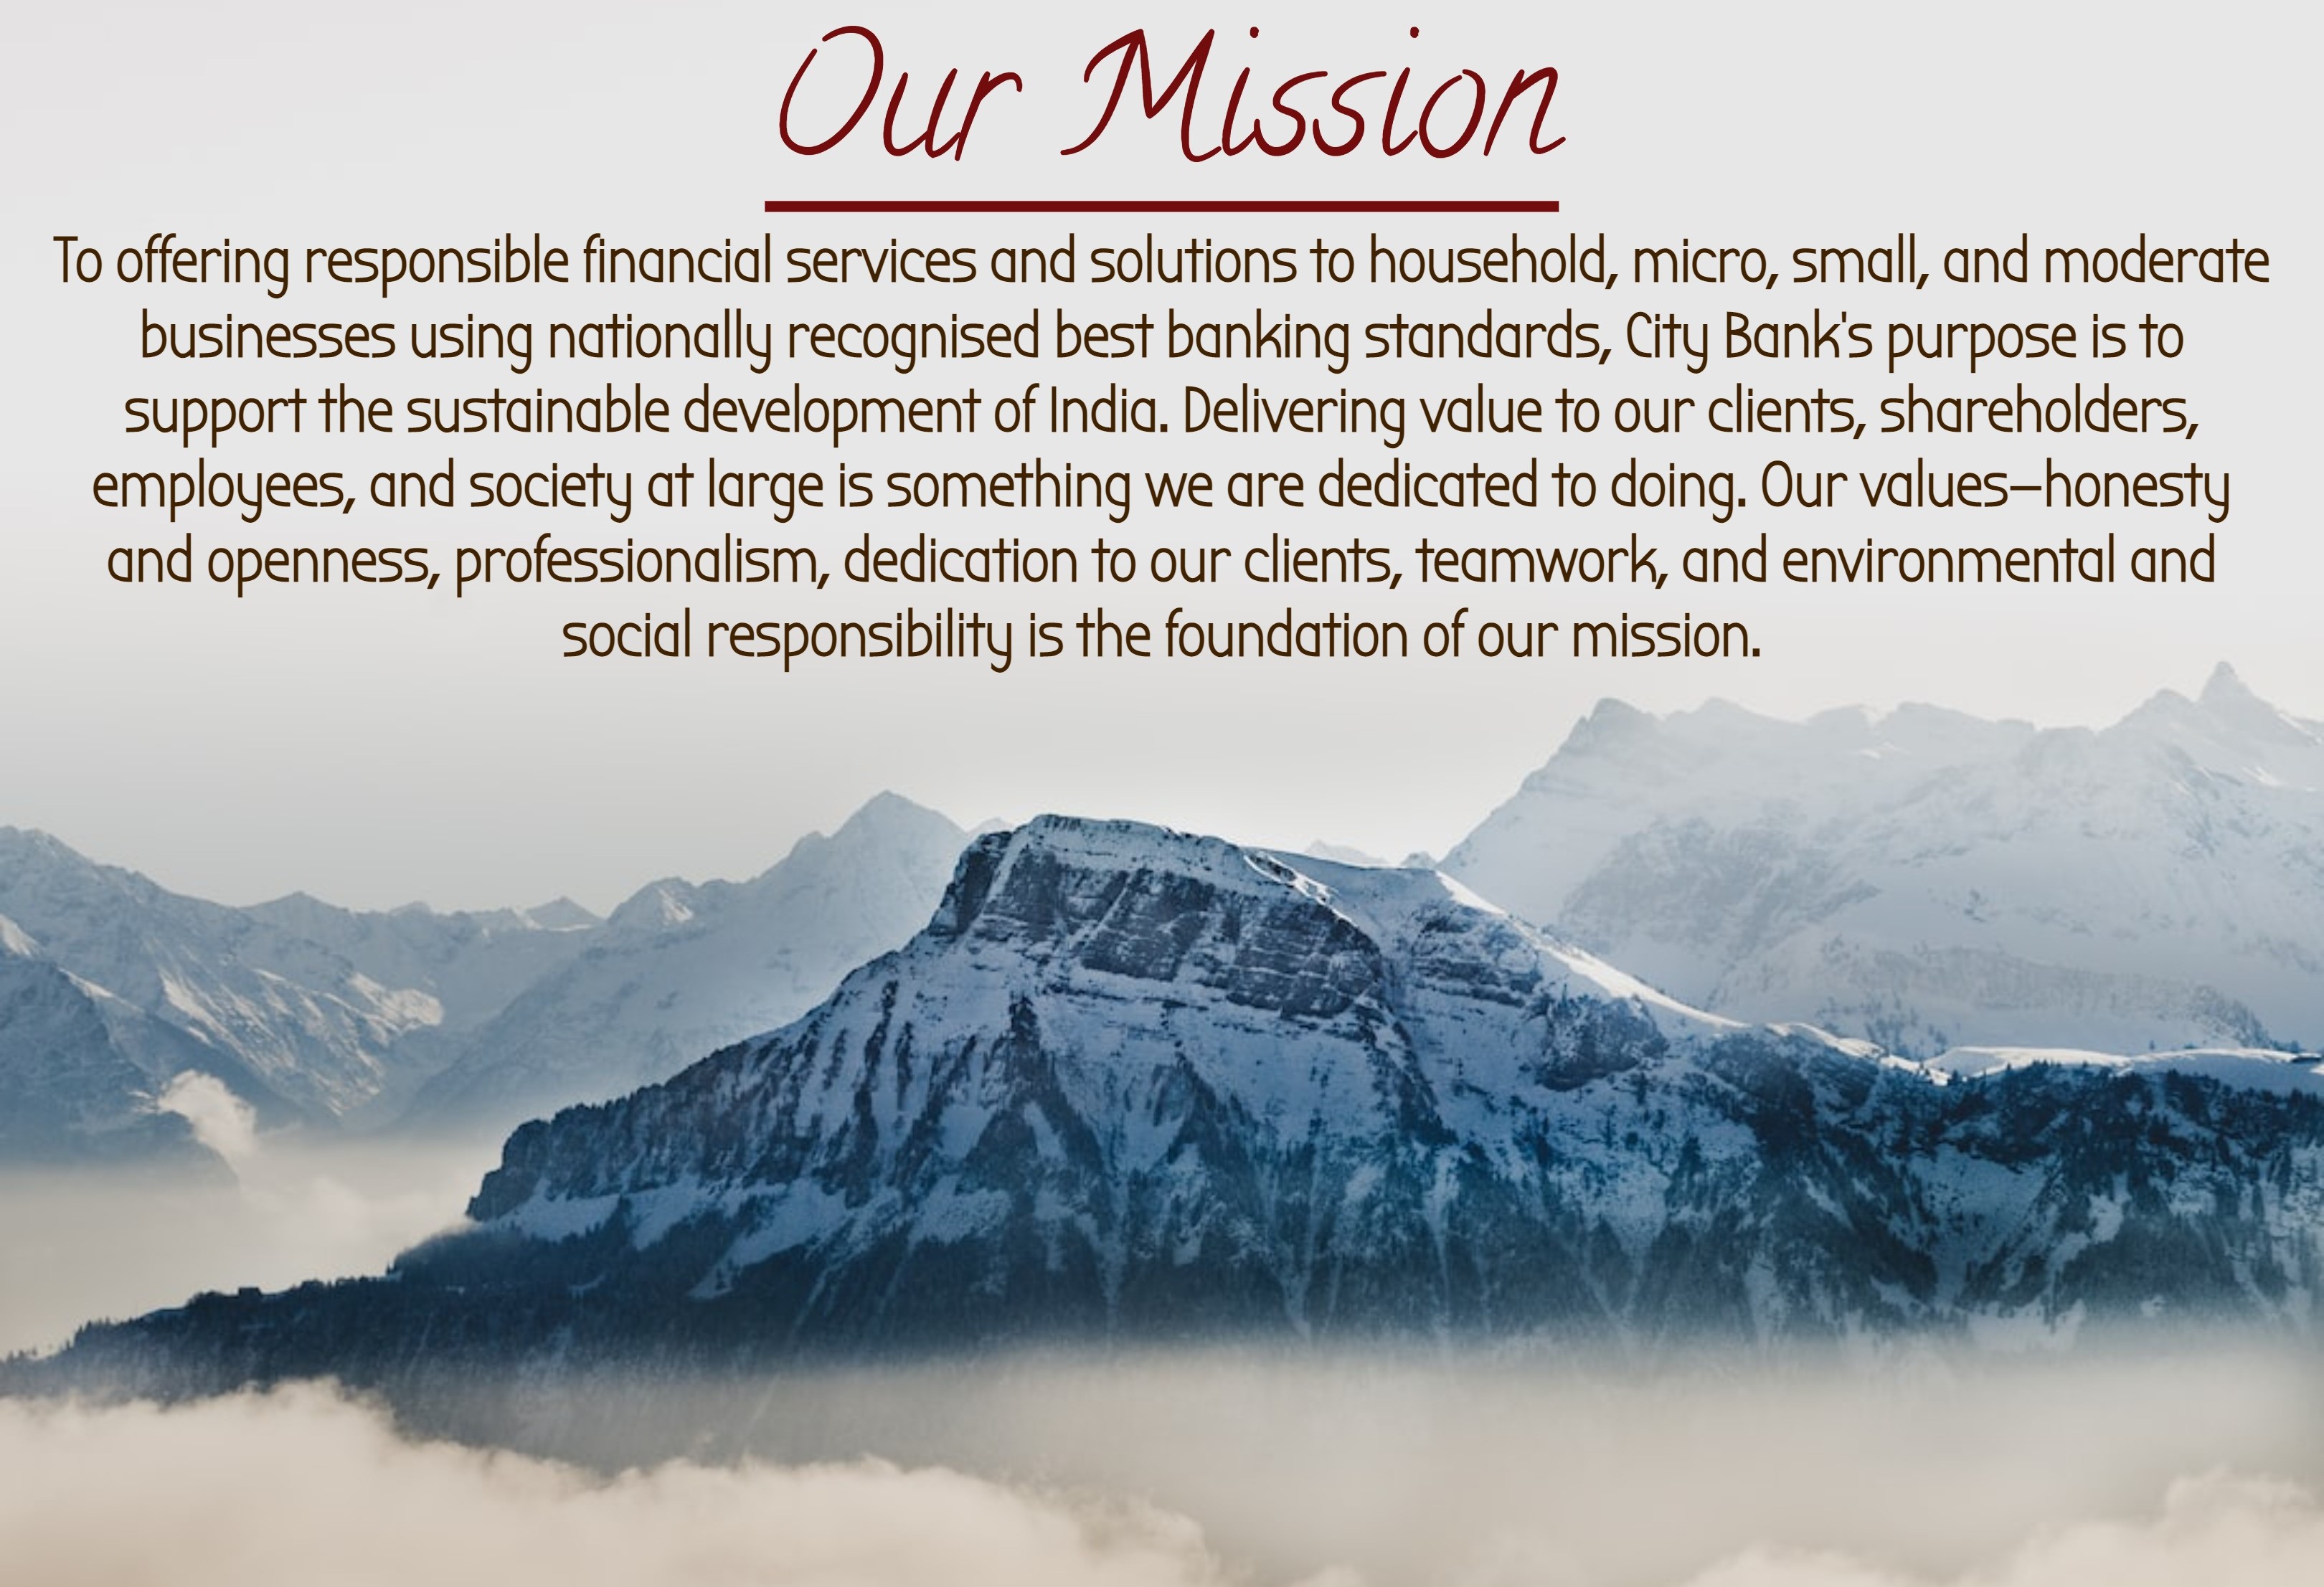 Our Mission
To offering responsible financial services and solutions to household, micro, small, and moderate
businesses using nationally recognised best banking standards, City Bank's purpose is to
support the sustainable development of India. Delivering value to our clients, shareholders,
employees, and society at large is something we are dedicated to doing. Our values—honesty
and openness, professionalism, dedication to our clients, teamwork, and environmental and
social responsibility is the foundation of our mission.